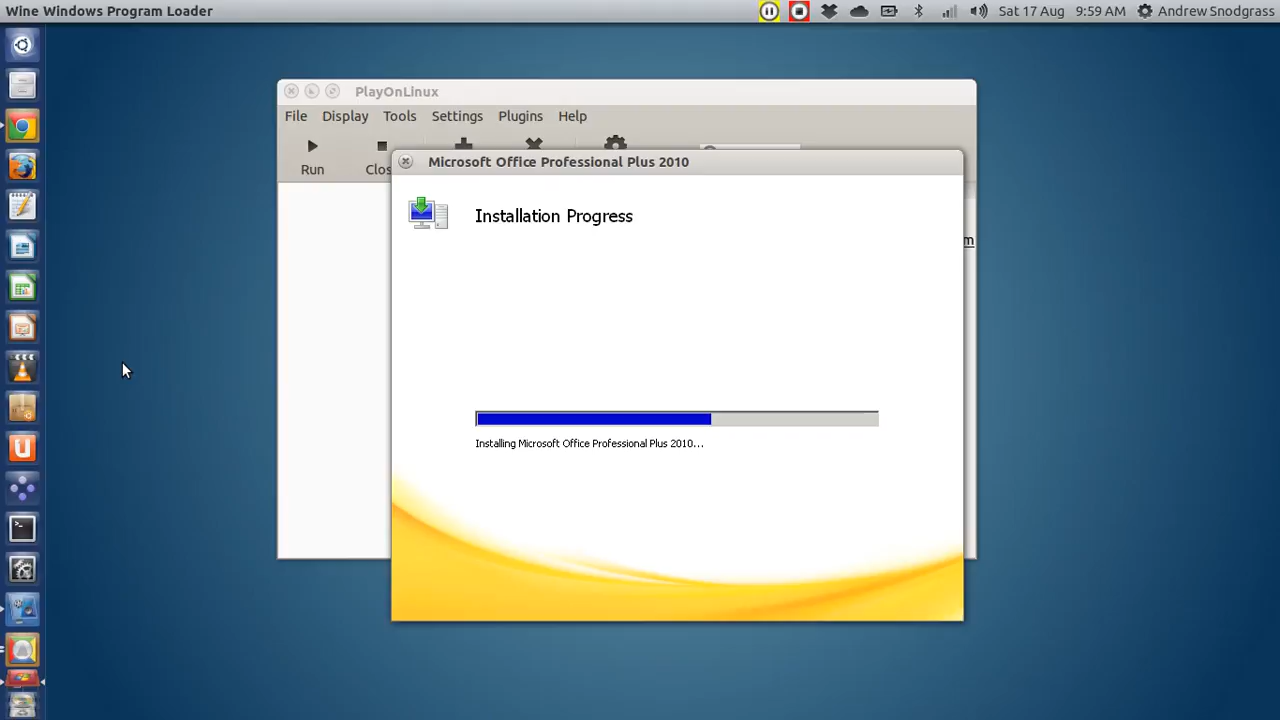 Wine Windows Program Loader
Sat 17 Aug 9:59 AM Andrew Snodgrass
PlayOnLinux
File Display Tools Settings Plugins Help
Run Clos
Microsoft Office Professional Plus 2010
Installation Progress
m
Installing Microsoft Office Professional Plus 2010...